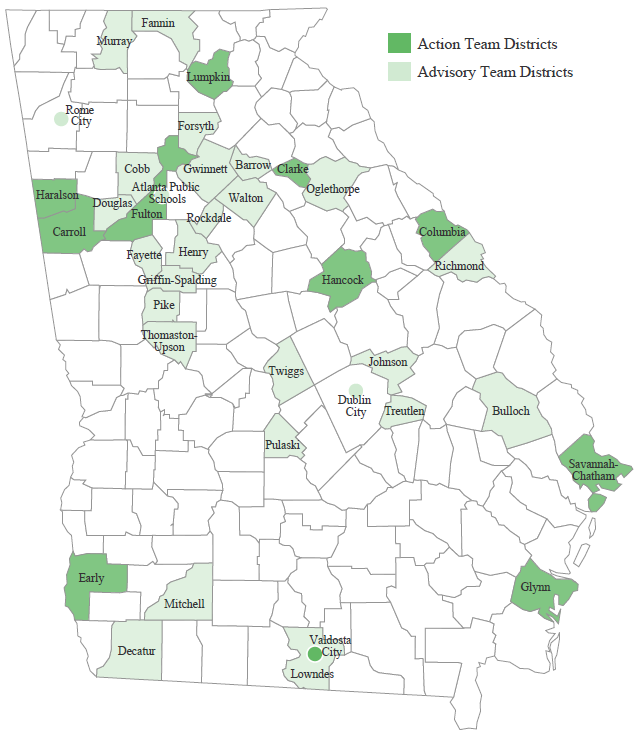 Fannin
Action Team Districts
Murray
Advisory Team Districts
Lumpkin
Rome
City
Forsyth
Cobb
Gwinnett
Barrow
Clarke
Oglethorpe
Atlanta Public
Schools
Haralson
Douglas
Walton
Fulton
Rockdale
Carroll
Columbia
Fayette
Henry
Richmond
Griffin-Spalding
Hancock
Pike
Thomaston-
Upson
Johnson
Twiggs
Dublin
City
Treutlen
Bulloch
Pulaski
Savannah-
Chatham
Early
Glynn
Mitchell
Valdosta
City
Decatur
Lowndes